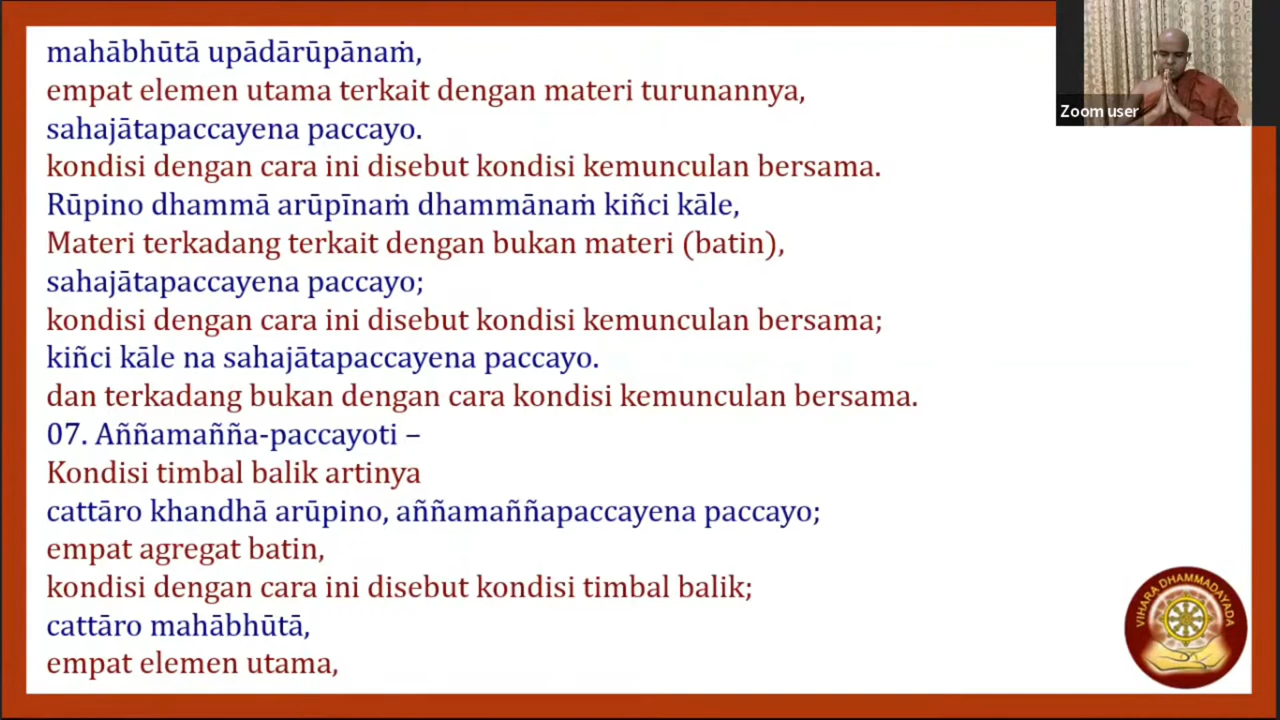 mahābhūtā upādārūpānaṁ,
empat elemen utama terkait dengan materi turunannya,
sahajātapaccayena paccayo.
kondisi dengan cara ini disebut kondisi kemunculan bersama.
Rūpino dhammā arūpīnaṁ dhammānaṁ kiñci kāle,
Materi terkadang terkait dengan bukan materi (batin),
sahajātapaccayena paccayo;
kondisi dengan cara ini disebut kondisi kemunculan bersama;
kiñci kāle na sahajātapaccayena paccayo.
dan terkadang bukan dengan cara kondisi kemunculan bersama.
07. Aññamañña-paccayoti –
Kondisi timbal balik artinya
cattāro khandhā arūpino, aññamaññapaccayena paccayo;
empat agregat batin,
kondisi dengan cara ini disebut kondisi timbal balik;
cattāro mahābhūtā,
empat elemen utama,
Zoom user
VIHARA DHAMMADAYADA